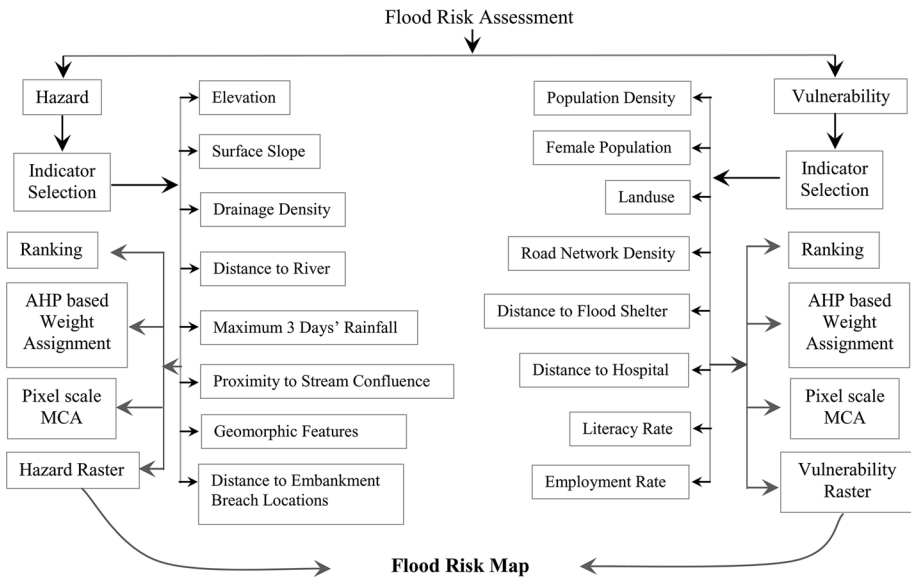 Flood Risk Assessment
Hazard
Indicator
Selection
Ranking
AHP based
Weight
Assignment
Pixel scale
MCA
Hazard Raster
Elevation
Surface Slope
Drainage Density
Distance to River
Maximum 3 Days' Rainfall
Proximity to Stream Confluence
Geomorphic Features
Distance to Embankment
Breach Locations
Population Density
Female Population
Landuse
Road Network Density
Distance to Flood Shelter
Distance to Hospital
Literacy Rate
Employment Rate
Vulnerability
Indicator
Selection
Ranking
AHP based
Weight
Assignment
Pixel scale
MCA
Vulnerability
Raster
Flood Risk Map